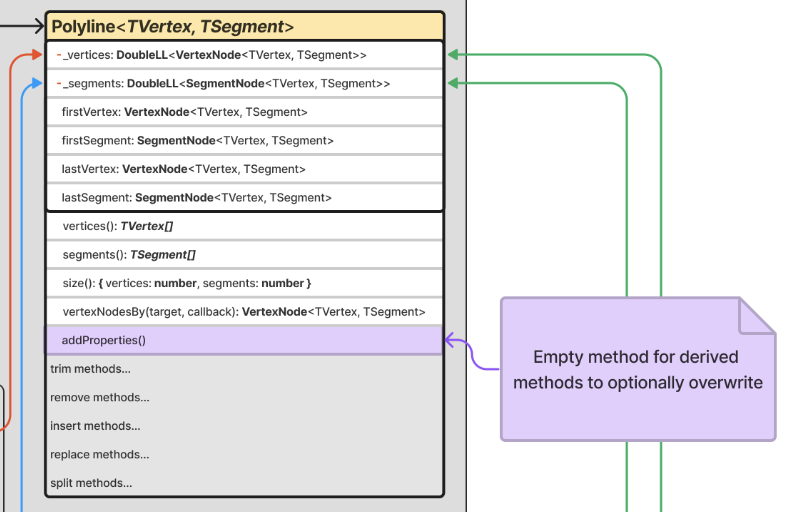 Polyline<TVertex, TSegment>
-_vertices: DoubleLL<VertexNode<TVertex, TSegment>>
-_segments: DoubleLL<SegmentNode<TVertex, TSegment>>
firstVertex: VertexNode<TVertex, TSegment>
firstSegment: SegmentNode<TVertex, TSegment>
lastVertex: VertexNode<TVertex, TSegment>
lastSegment: SegmentNode<TVertex, TSegment>
vertices(): TVertex[]
segments(): TSegment[]
size(): { vertices: number, segments: number }
vertexNodesBy(target, callback): VertexNode<TVertex, TSegment>
addProperties()
trim methods...
remove methods...
insert methods...
replace methods...
split methods...
Empty method for derived
methods to optionally overwrite